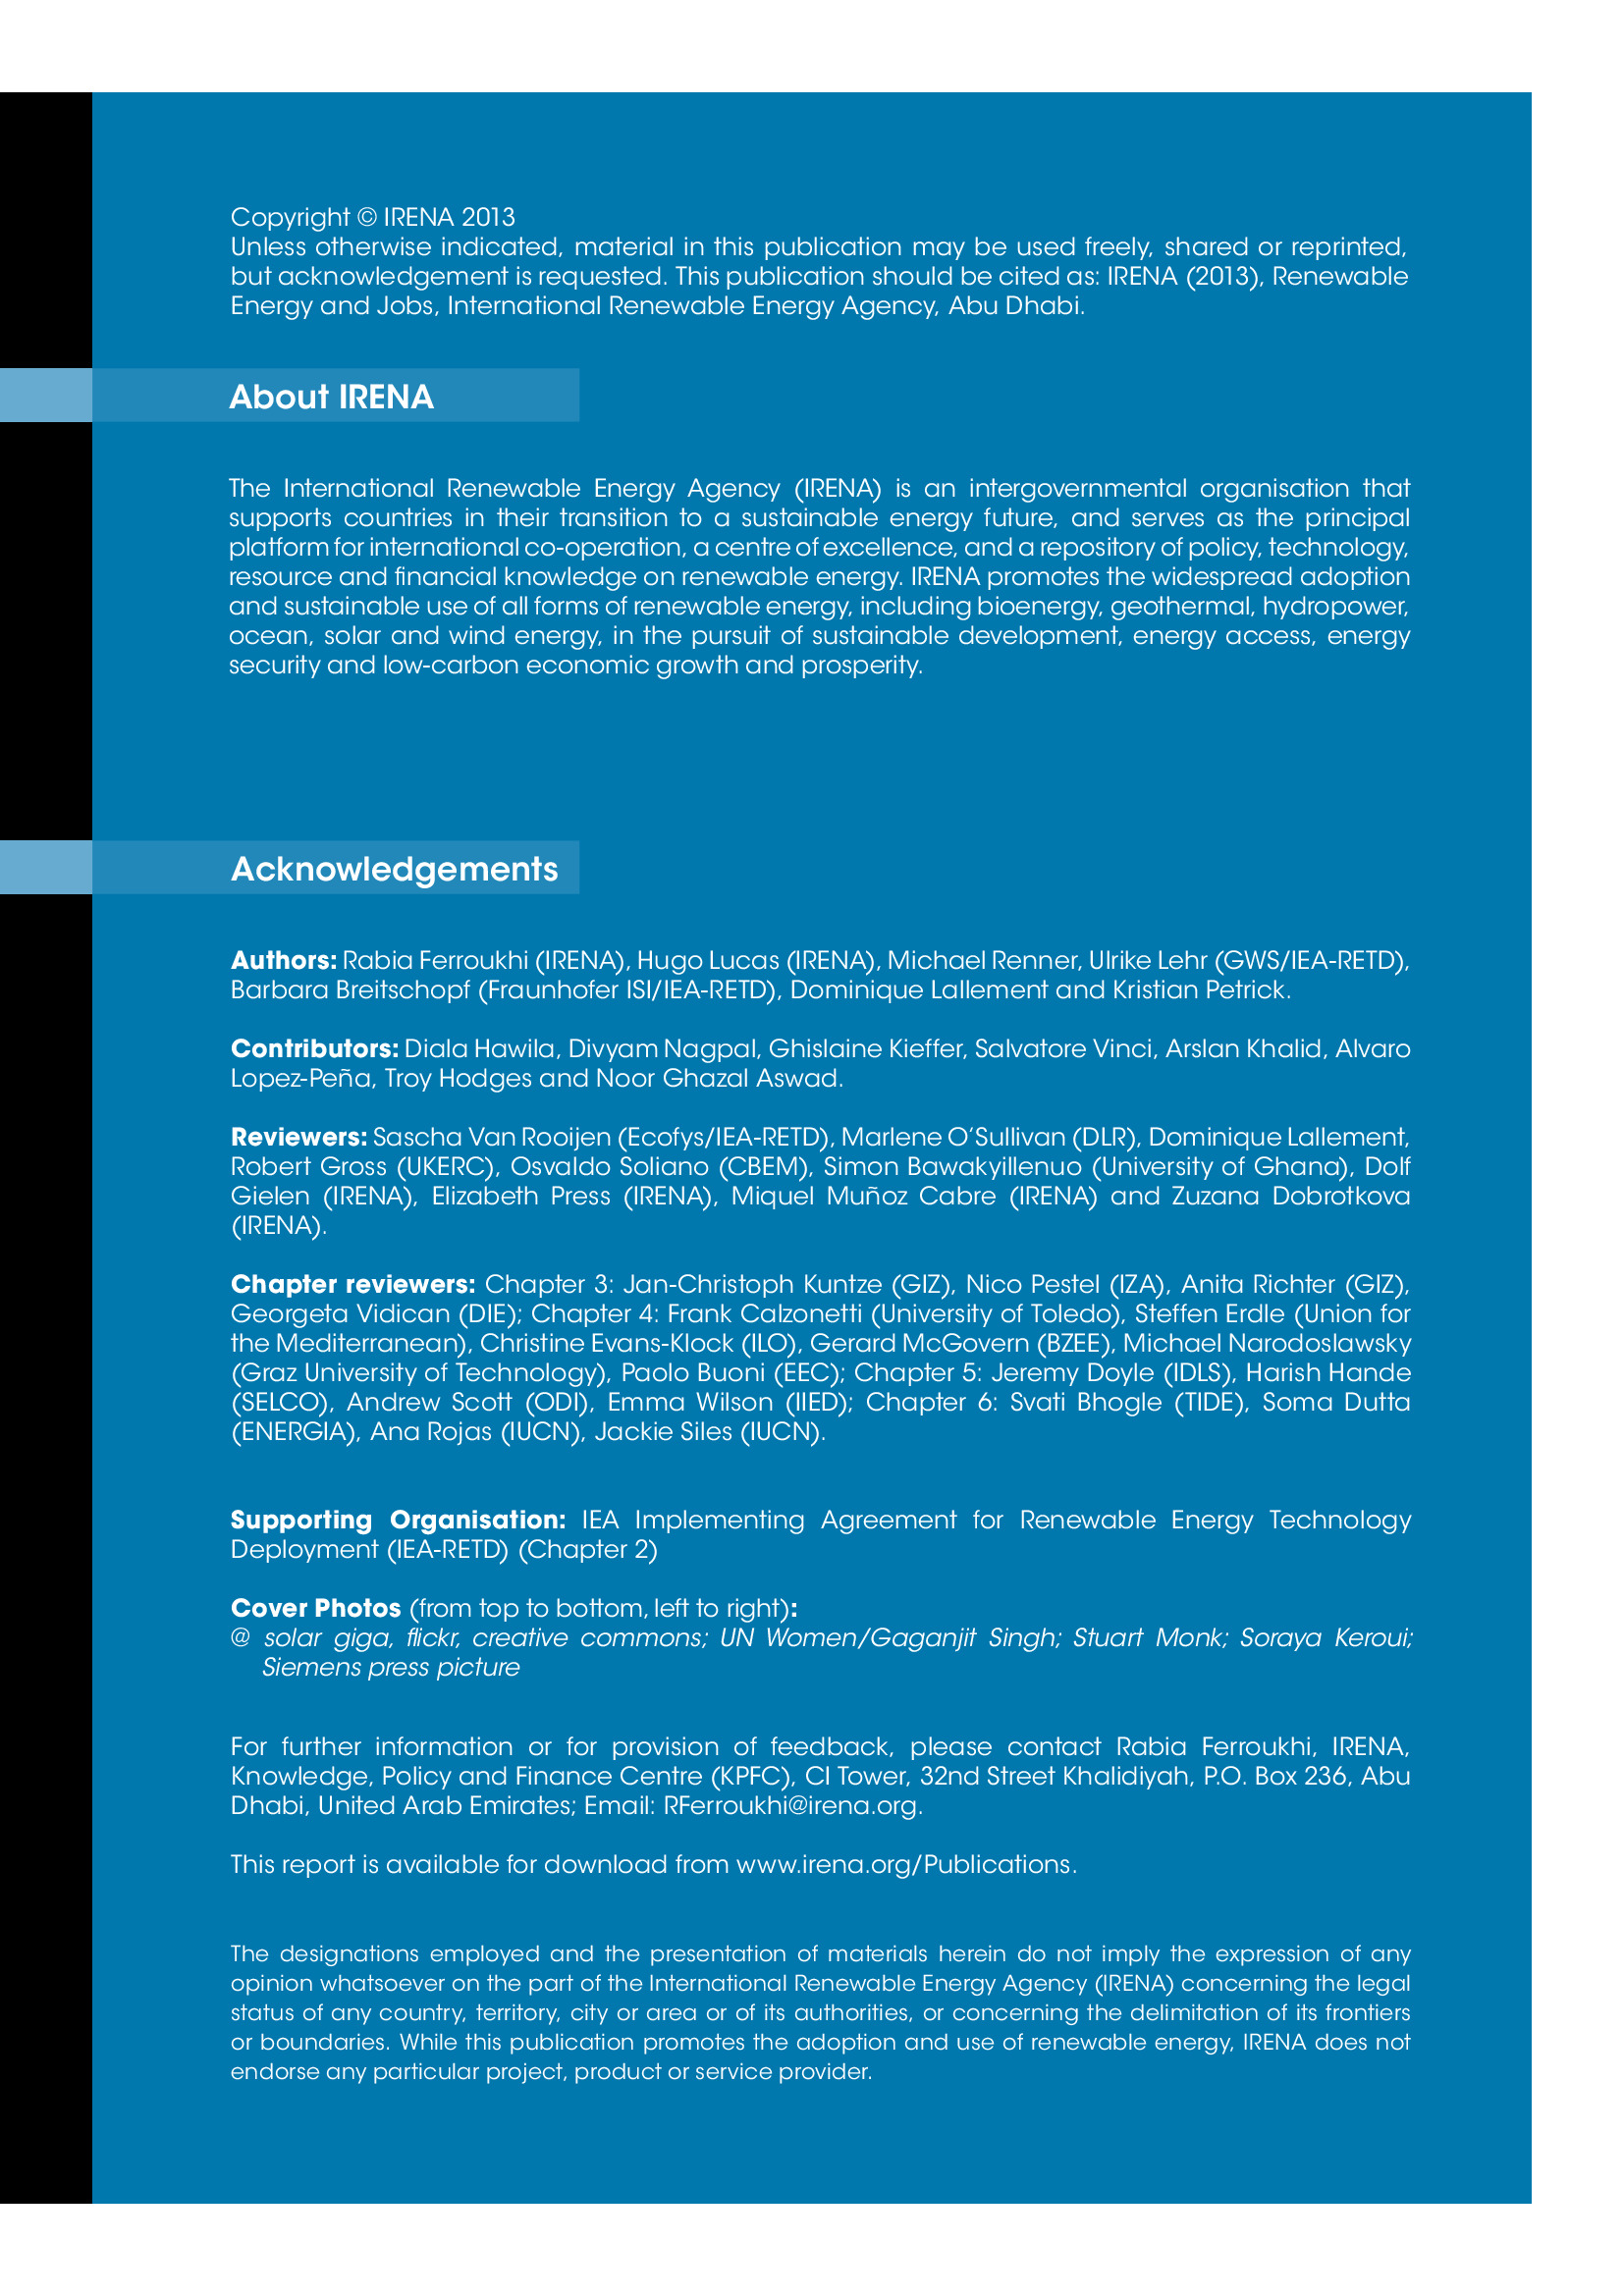 Copyright © IRENA 2013
Unless otherwise indicated, material in this publication may be used freely, shared or reprinted,
but acknowledgement is requested. This publication should be cited as: IRENA (2013), Renewable
Energy and Jobs, International Renewable Energy Agency, Abu Dhabi.
About IRENA
The International Renewable Energy Agency (IRENA) is an intergovernmental organisation that
supports countries in their transition to a sustainable energy future, and serves as the principal
platform for international co-operation, a centre of excellence, and a repository of policy, technology,
resource and financial knowledge on renewable energy. IRENA promotes the widespread adoption
and sustainable use of all forms of renewable energy, including bioenergy, geothermal, hydropower,
ocean, solar and wind energy, in the pursuit of sustainable development, energy access, energy
security and low-carbon economic growth and prosperity.
Acknowledgements
Authors: Rabia Ferroukhi (IRENA), Hugo Lucas (IRENA), Michael Renner, Ulrike Lehr (GWS/IEA-RETD),
Barbara Breitschopf (Fraunhofer ISI/IEA-RETD), Dominique Lallement and Kristian Petrick.
Contributors: Diala Hawila, Divyam Nagpal, Ghislaine Kieffer, Salvatore Vinci, Arslan Khalid, Alvaro
Lopez-Peña, Troy Hodges and Noor Ghazal Aswad.
Reviewers: Sascha Van Rooijen (Ecofys/IEA-RETD), Marlene O'Sullivan (DLR), Dominique Lallement,
Robert Gross (UKERC), Osvaldo Soliano (CBEM), Simon Bawakyillenuo (University of Ghana), Dolf
Gielen (IRENA), Elizabeth Press (IRENA), Miquel Muñoz Cabre (IRENA) and Zuzana Dobrotkova
(IRENA).
Chapter reviewers: Chapter 3: Jan-Christoph Kuntze (GIZ), Nico Pestel (IZA), Anita Richter (GIZ),
Georgeta Vidican (DIE); Chapter 4: Frank Calzonetti (University of Toledo), Steffen Erdle (Union for
the Mediterranean), Christine Evans-Klock (ILO), Gerard McGovern (BZEE), Michael Narodoslawsky
(Graz University of Technology), Paolo Buoni (EEC); Chapter 5: Jeremy Doyle (IDLS), Harish Hande
(SELCO), Andrew Scott (ODI), Emma Wilson (IIED); Chapter 6: Svati Bhogle (TIDE), Soma Dutta
(ENERGIA), Ana Rojas (IUCN), Jackie Siles (IUCN).
Supporting Organisation: IEA Implementing Agreement for Renewable Energy Technology
Deployment (IEA-RETD) (Chapter 2)
Cover Photos (from top to bottom, left to right):
@ solar giga, flickr, creative commons; UN Women/Gaganjit Singh; Stuart Monk; Soraya Keroui;
Siemens press picture
For further information or for provision of feedback, please contact Rabia Ferroukhi, IRENA,
Knowledge, Policy and Finance Centre (KPFC), CI Tower, 32nd Street Khalidiyah, P.O. Box 236, Abu
Dhabi, United Arab Emirates; Email: RFerroukhi@irena.org.
This report is available for download from www.irena.org/Publications.
The designations employed and the presentation of materials herein do not imply the expression of any
opinion whatsoever on the part of the International Renewable Energy Agency (IRENA) concerning the legal
status of any country, territory, city or area or of its authorities, or concerning the delimitation of its frontiers
or boundaries. While this publication promotes the adoption and use of renewable energy, IRENA does not
endorse any particular project, product or service provider.